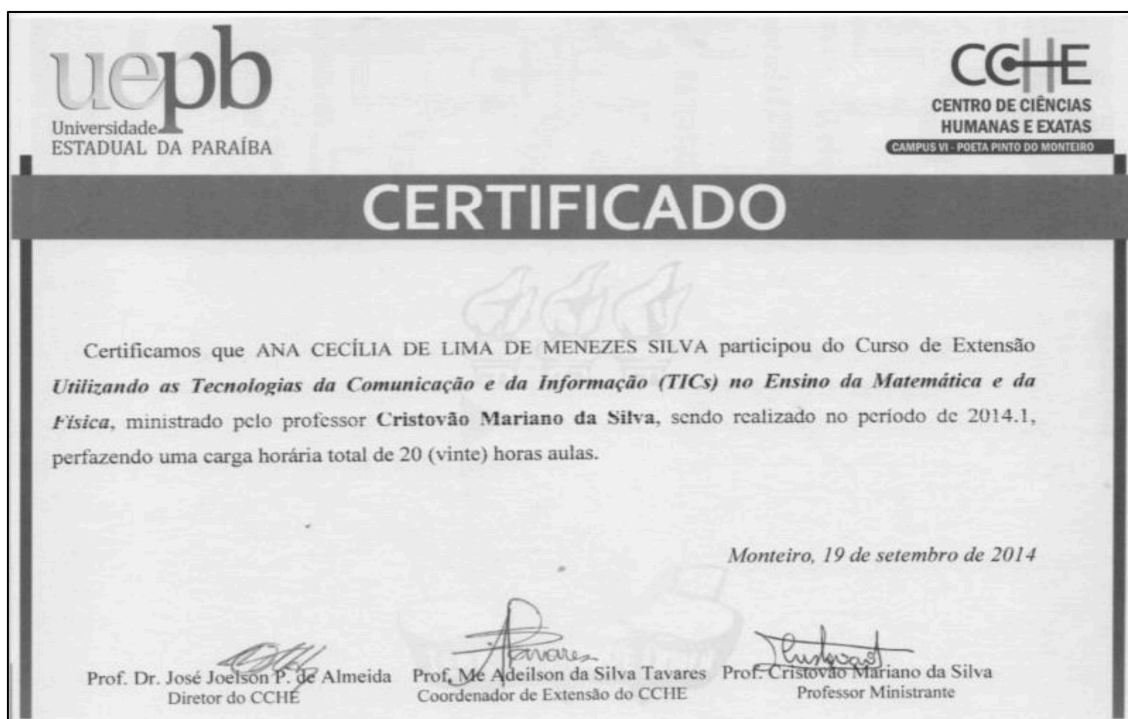 uepb
Universidade
ESTADUAL DA PARAÍBA
CCHE
CENTRO DE CIÊNCIAS
HUMANAS E EXATAS
CAMPUS VI - POETA PINTO DO MONTEIRO
CERTIFICADO
Certificamos que ANA CECÍLIA DE LIMA DE MENEZES SILVA participou do Curso de Extensão
Utilizando as Tecnologias da Comunicação e da Informação (TICs) no Ensino da Matemática e da
Física, ministrado pelo professor Cristovão Mariano da Silva, sendo realizado no período de 2014.1,
perfazendo uma carga horária total de 20 (vinte) horas aulas.
Monteiro, 19 de setembro de 2014
Tavares
Prof. Dr. José Joelson P. de Almeida
Diretor do CCHE
Prof. Me Adeilson da Silva Tavares
Coordenador de Extensão do CCHE
Prof. Cristovão Mariano da Silva
Professor Ministrante